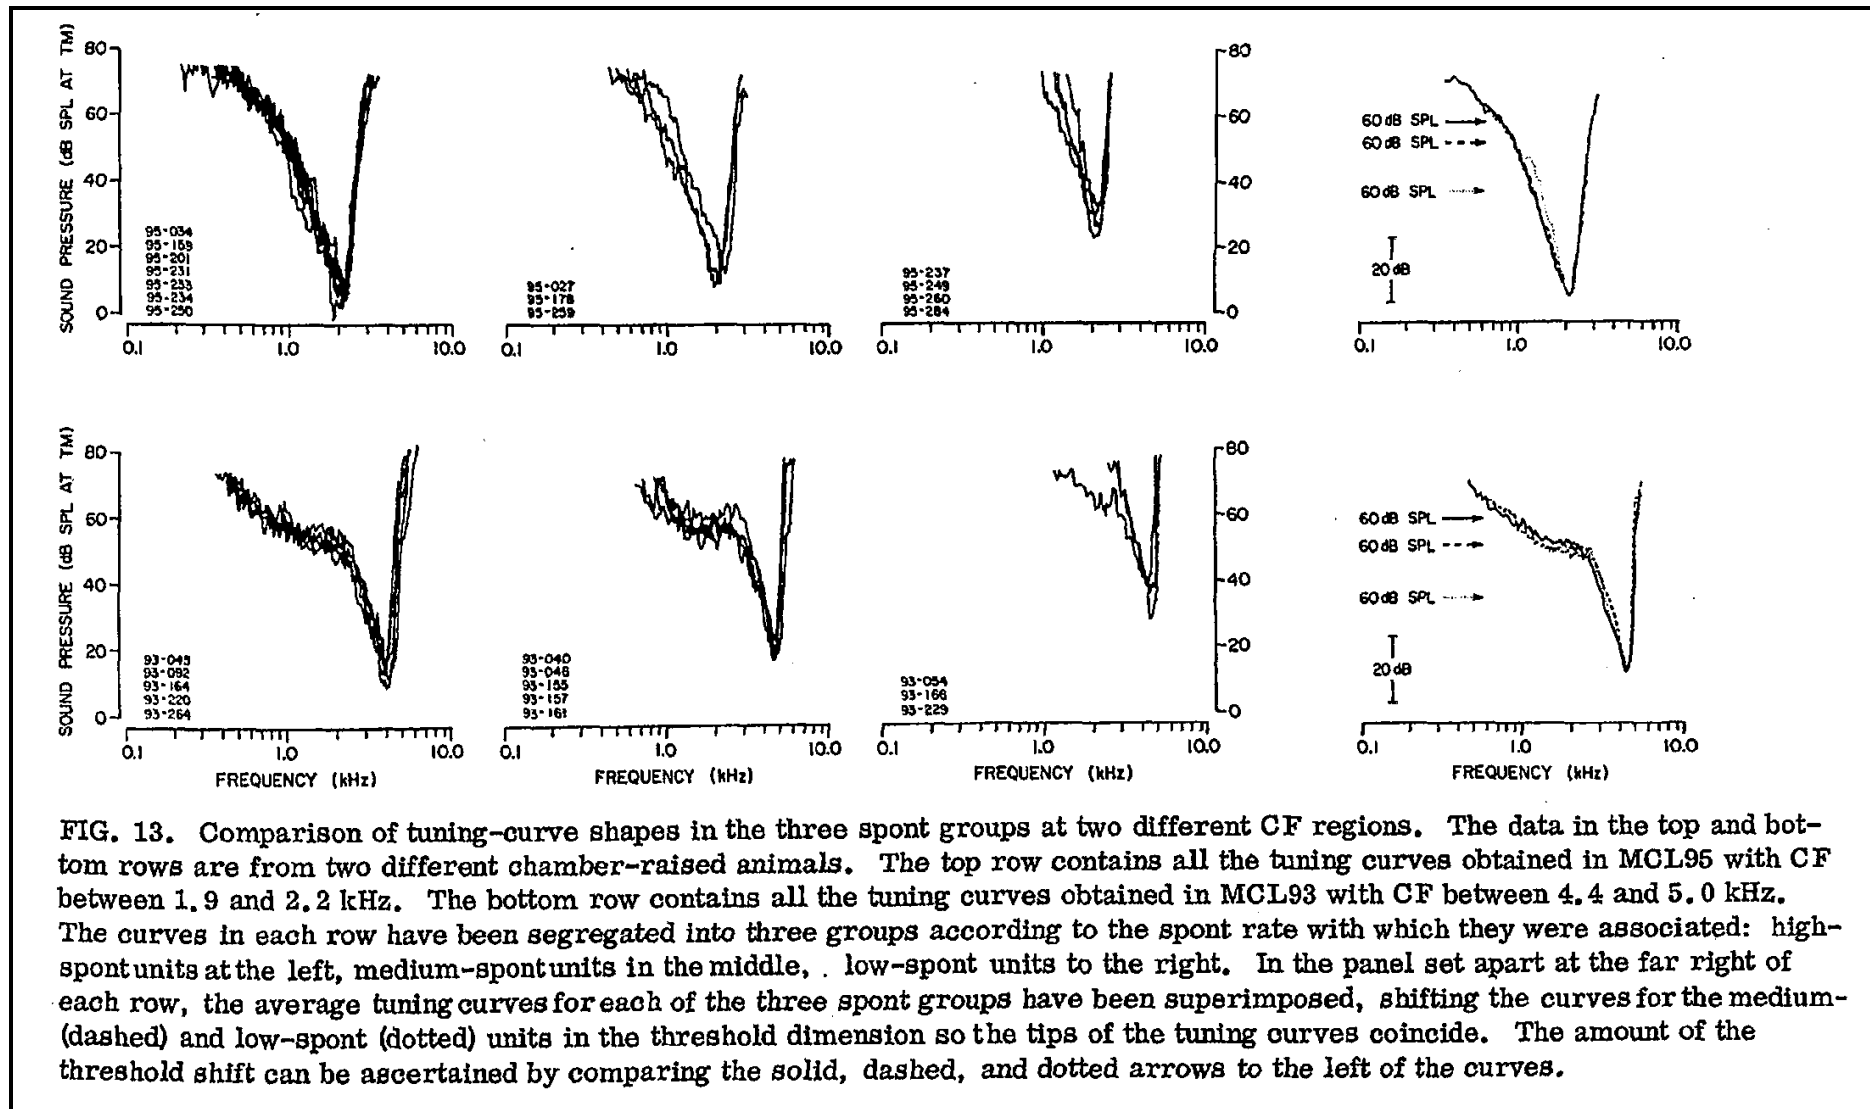 SOUND PRESSURE (dB SPL AT TM)
80
60
40
20
0
95-034
95-169
95-201
95-231
95-233
95-234
95-250
0.1 1.0 10.0
95-027
95-178
95-259
0.1 1.0 10.0
95-237
95-249
95-260
95-284
0.1 1.0 10.0
80
60
40
20
0
60 dB SPL
60 dB SPL
60 dB SPL
20 dB
0.1 1.0 10.0
SOUND PRESSURE (dB SPL AT TM)
80
60
40
20
0
93-049
93-092
93-164
93-220
93-264
0.1 1.0 10.0
FREQUENCY (kHz)
93-040
93-048
93-155
93-157
93-161
0.1 1.0 10.0
FREQUENCY (kHz)
93-054
93-166
93-229
0.1 1.0 10.0
FREQUENCY (kHz)
80
60
40
20
0
60 dB SPL
60 dB SPL
60 dB SPL
20 dB
0.1 1.0 10.0
FREQUENCY (kHz)
FIG. 13. Comparison of tuning-curve shapes in the three spont groups at two different CF regions. The data in the top and bot-
tom rows are from two different chamber-raised animals. The top row contains all the tuning curves obtained in MCL95 with CF
between 1.9 and 2.2 kHz. The bottom row contains all the tuning curves obtained in MCL93 with CF between 4.4 and 5.0 kHz.
The curves in each row have been segregated into three groups according to the spont rate with which they were associated: high-
spont units at the left, medium-spont units in the middle, . low-spont units to the right. In the panel set apart at the far right of
each row, the average tuning curves for each of the three spont groups have been superimposed, shifting the curves for the medium-
(dashed) and low-spont (dotted) units in the threshold dimension so the tips of the tuning curves coincide. The amount of the
threshold shift can be ascertained by comparing the solid, dashed, and dotted arrows to the left of the curves.